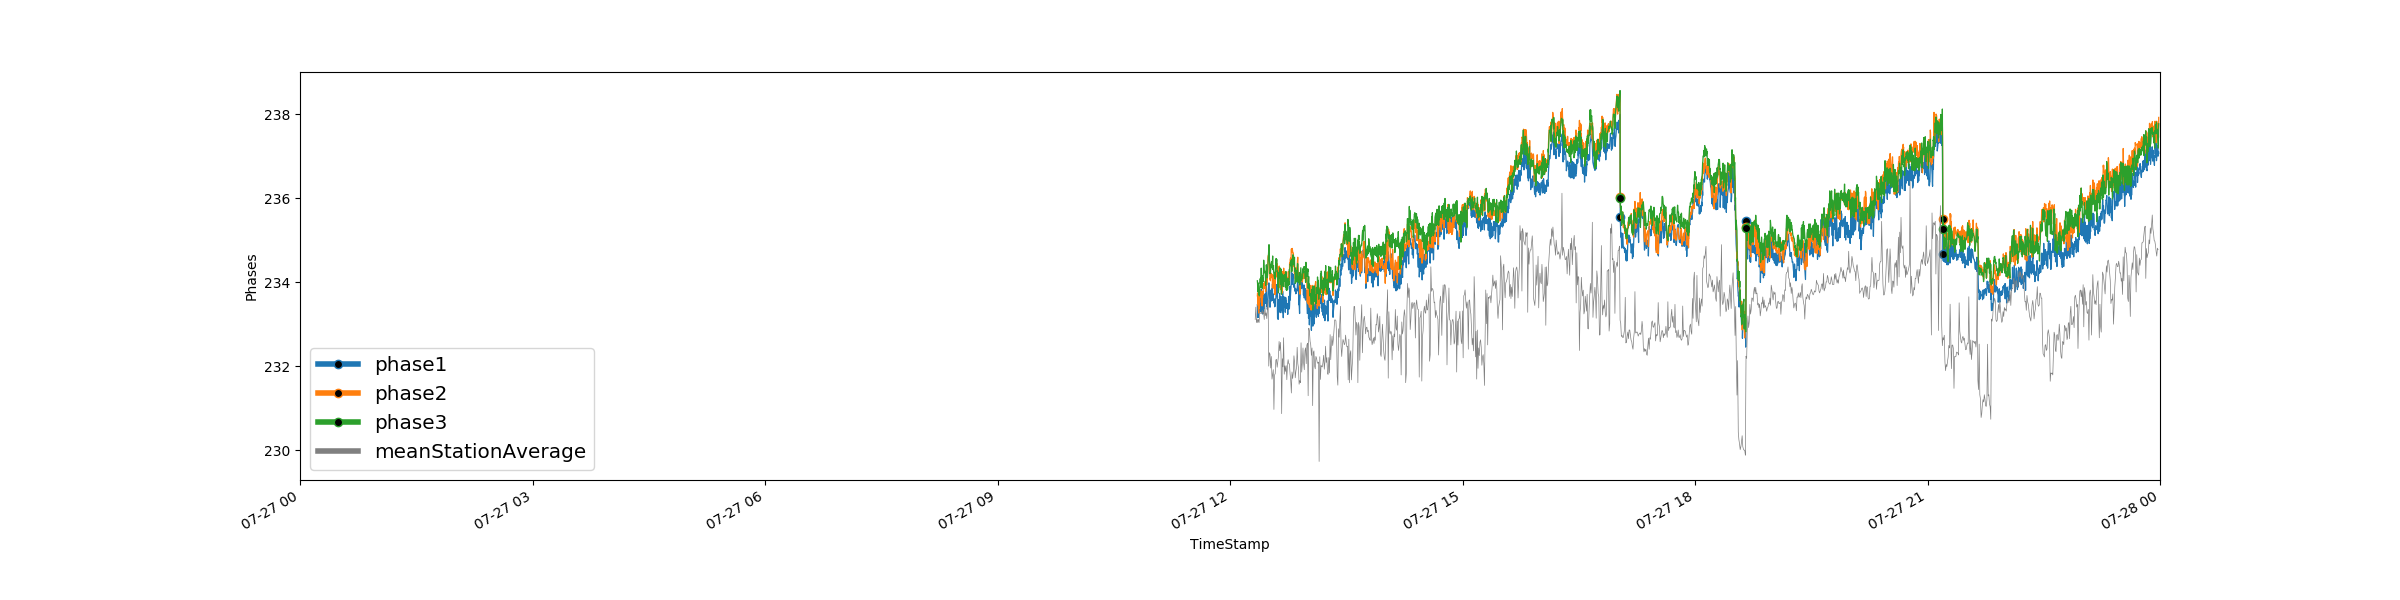 238
236
234
232
230
Phases
phase1
phase2
phase3
meanStationAverage
07-27 00
07-27 03
07-27 06
07-27 09
07-27 12
07-27 15
07-27 18
07-27 21
07-28 00
TimeStamp